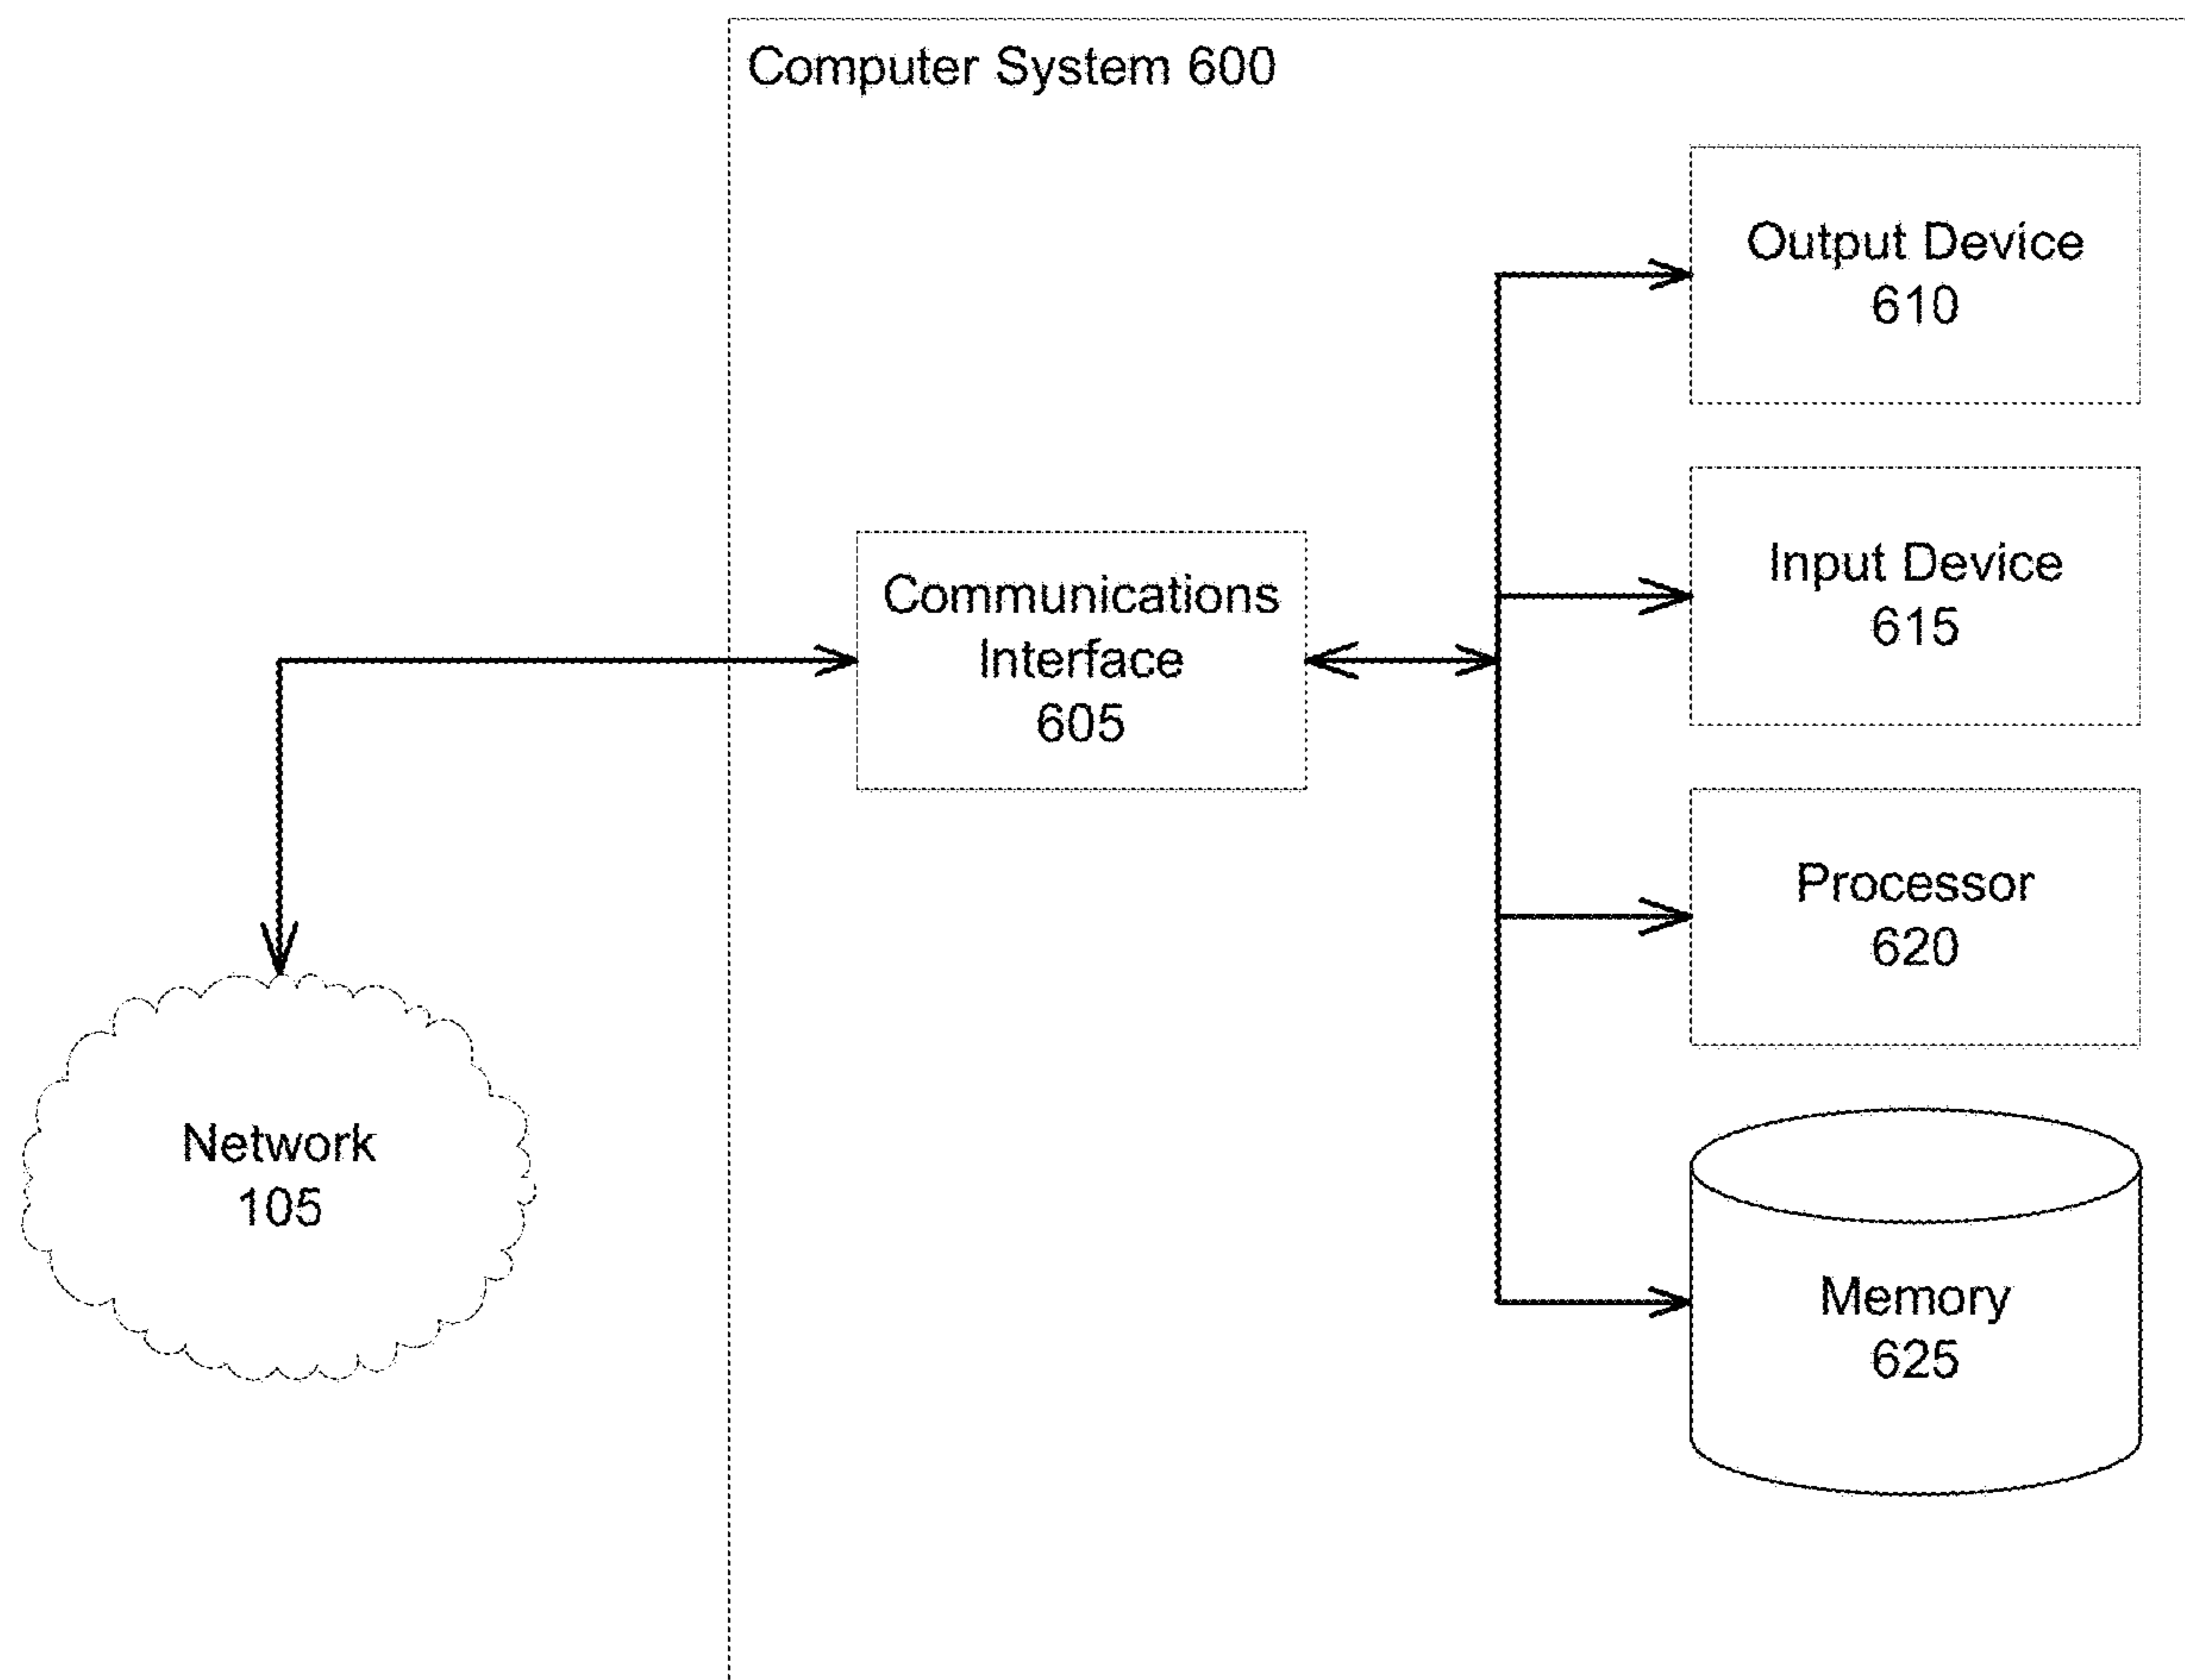 Computer System 600
Output Device
610
Input Device
615
Communications
Interface
605
Processor
620
Network
105
Memory
625